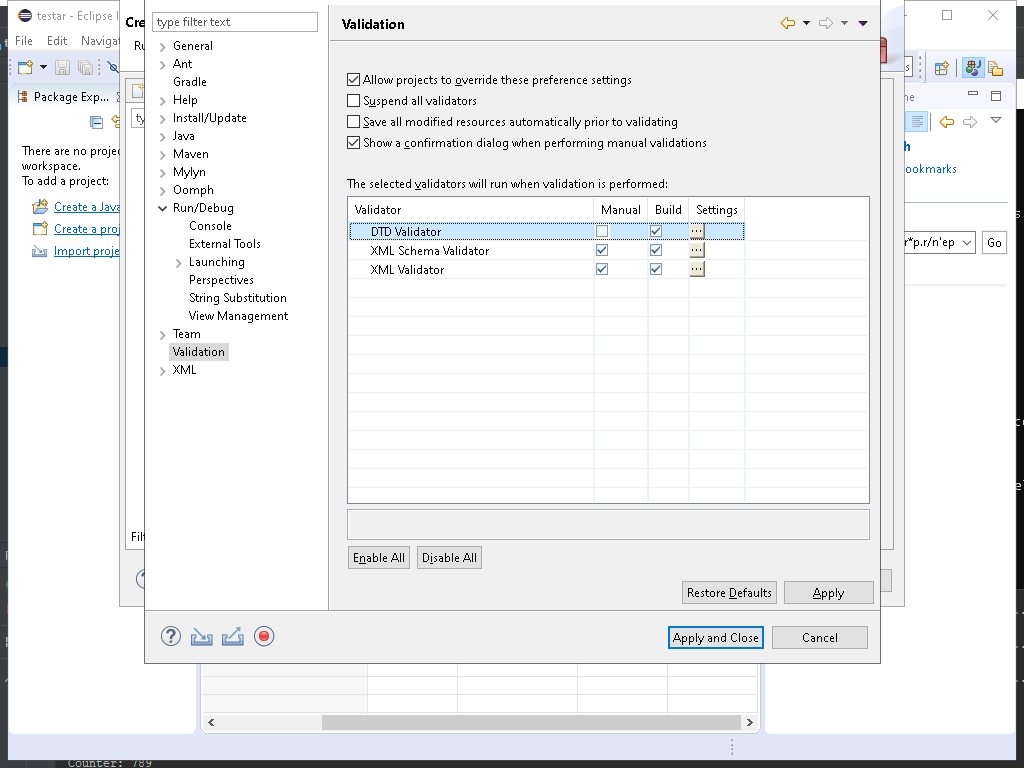 testar - Eclipse I
File Edit Navigat
Package Exp...
There are no projec
workspace.
To add a project:
Create a Java
Create a proj
Import proje
type filter text
General
Ant
Gradle
Help
Install/Update
Java
Maven
Mylyn
Oomph
Run/Debug
Console
External Tools
Launching
Perspectives
String Substitution
View Management
Team
Validation
XML
Validation
Allow projects to override these preference settings
Suspend all validators
Save all modified resources automatically prior to validating
Show a confirmation dialog when performing manual validations
The selected validators will run when validation is performed:
Validator Manual Build Settings
DTD Validator ...
XML Schema Validator ...
XML Validator ...
Enable All Disable All
Restore Defaults Apply
Apply and Close Cancel
ookmarks
r*p.r/n'ep Go
Counter: 789